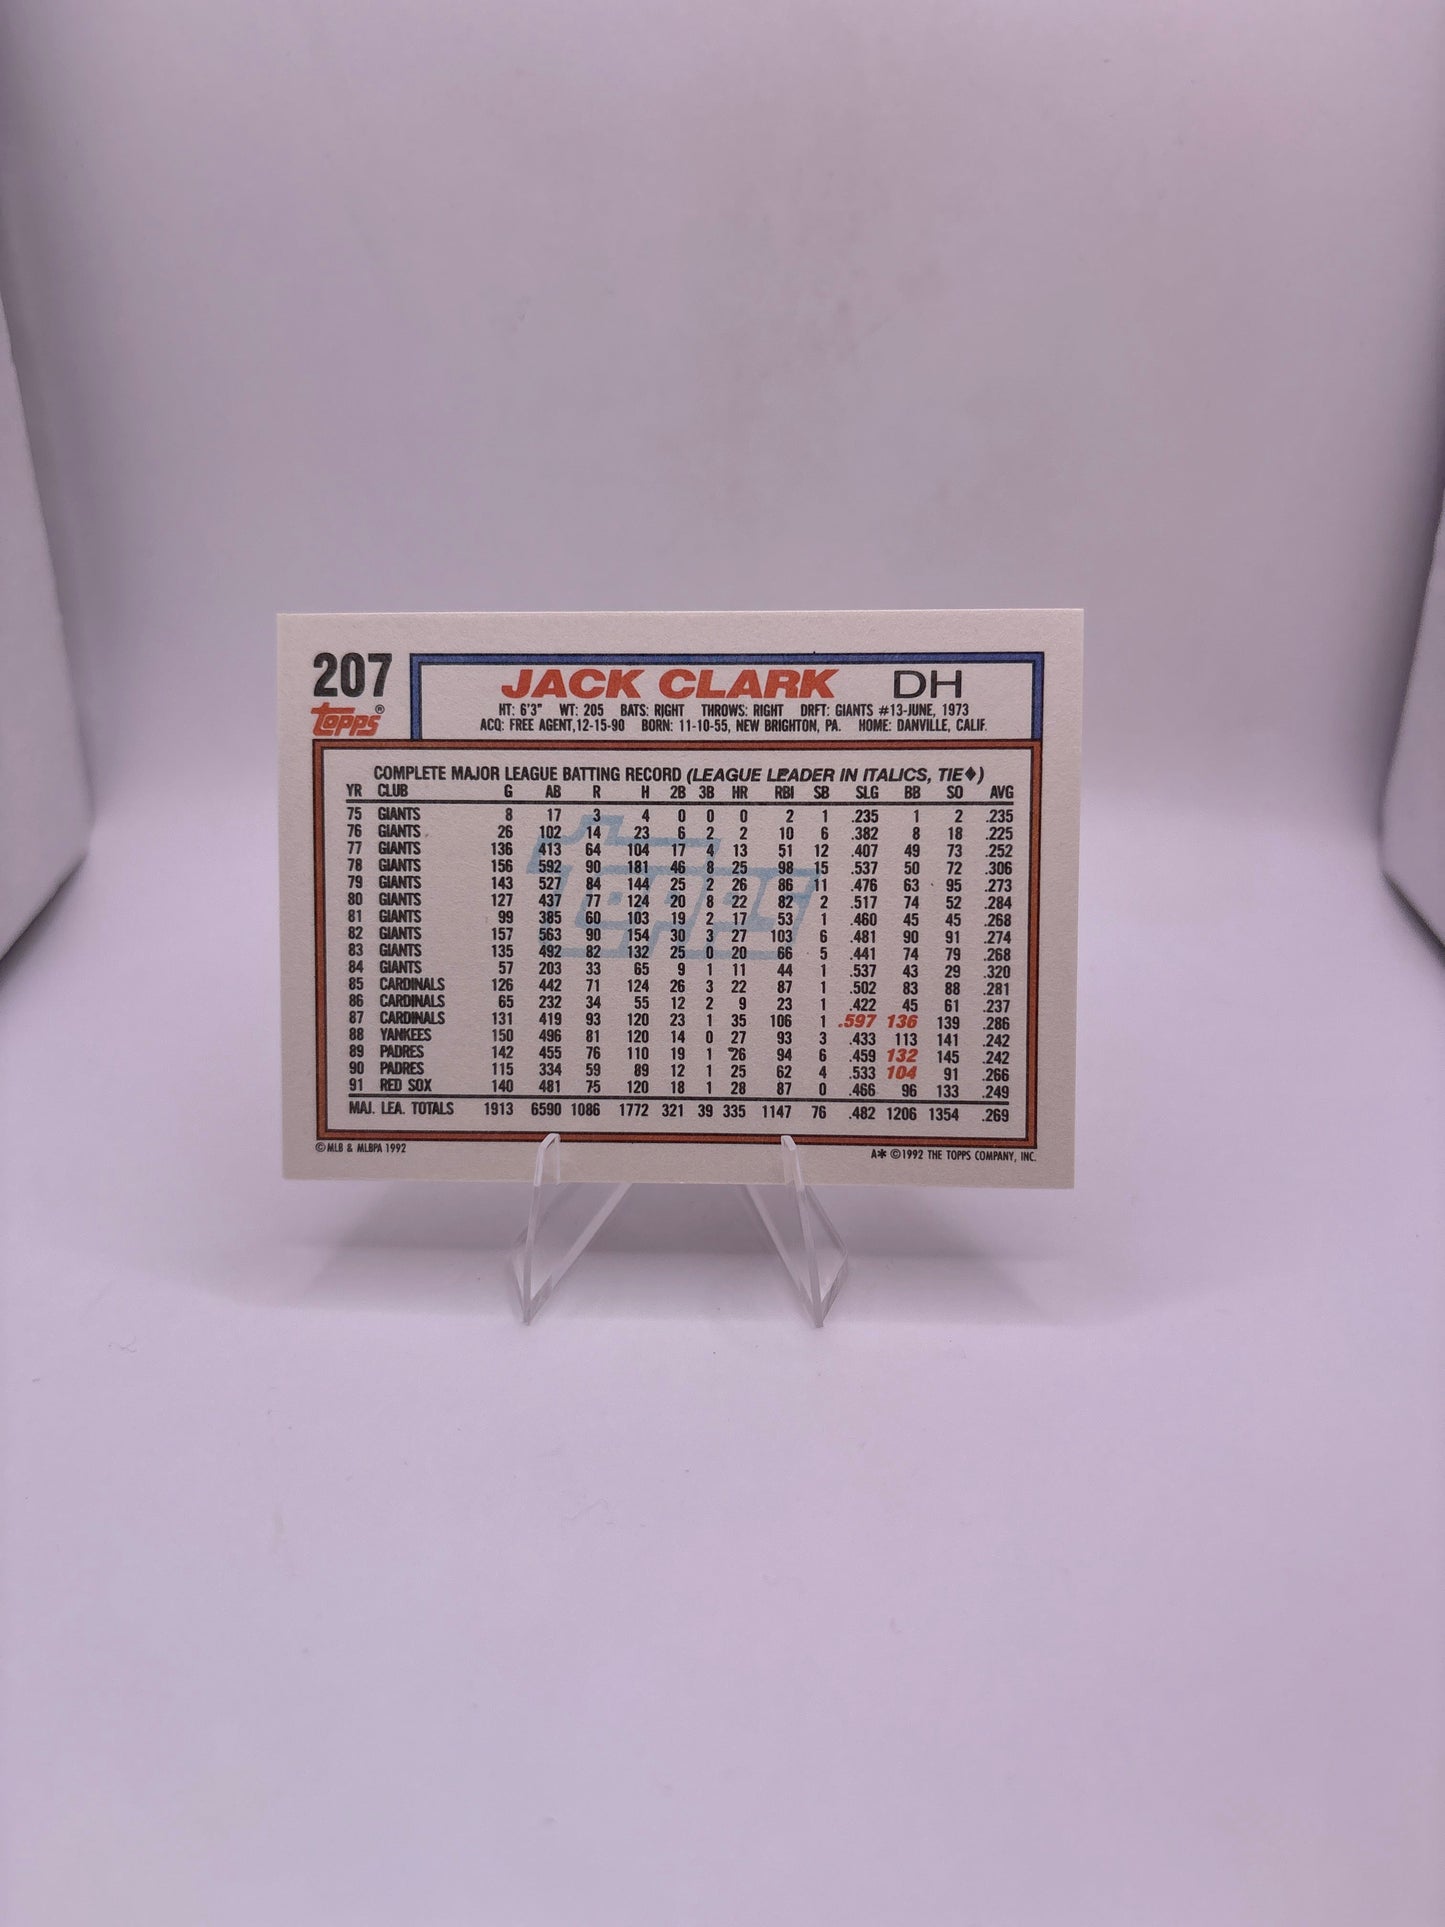 207
JACK CLARK DH
topps®
HT: 6'3" WT: 205 BATS: RIGHT THROWS: RIGHT DRFT: GIANTS #13-JUNE, 1973
ACQ: FREE AGENT,12-15-90 BORN: 11-10-55, NEW BRIGHTON, PA. HOME: DANVILLE, CALIF.
COMPLETE MAJOR LEAGUE BATTING RECORD (LEAGUE LEADER IN ITALICS, TIE♦)
YR CLUB G AB R H 2B 3B HR RBI SB SLG BB SO AVG
75 GIANTS 8 17 3 4 0 0 0 2 1 .235 1 2 .235
76 GIANTS 26 102 14 23 6 2 2 10 6 .382 8 18 .225
77 GIANTS 136 413 64 104 17 4 13 51 12 .407 49 73 .252
78 GIANTS 156 592 90 181 46 8 25 98 15 .537 50 72 .306
79 GIANTS 143 527 84 144 25 2 26 86 11 .476 63 95 .273
80 GIANTS 127 437 77 124 20 8 22 82 2 .517 74 52 .284
81 GIANTS 99 385 60 103 19 2 17 53 1 .460 45 45 .268
82 GIANTS 157 563 90 154 30 3 27 103 6 .481 90 91 .274
83 GIANTS 135 492 82 132 25 0 20 66 5 .441 74 79 .268
84 GIANTS 57 203 33 65 9 1 11 44 1 .537 43 29 .320
85 CARDINALS 126 442 71 124 26 3 22 87 1 .502 83 88 .281
86 CARDINALS 65 232 34 55 12 2 9 23 1 .422 45 61 .237
87 CARDINALS 131 419 93 120 23 1 35 106 1 .597 136 139 .286
88 YANKEES 150 496 81 120 14 0 27 93 3 .433 113 141 .242
89 PADRES 142 455 76 110 19 1 26 94 6 .459 132 145 .242
90 PADRES 115 334 59 89 12 1 25 62 4 .533 104 91 .266
91 RED SOX 140 481 75 120 18 1 28 87 0 .466 96 133 .249
MAJ. LEA. TOTALS 1913 6590 1086 1772 321 39 335 1147 76 .482 1206 1354 .269
topps
©MLB & MLBPA 1992
A* ©1992 THE TOPPS COMPANY, INC.